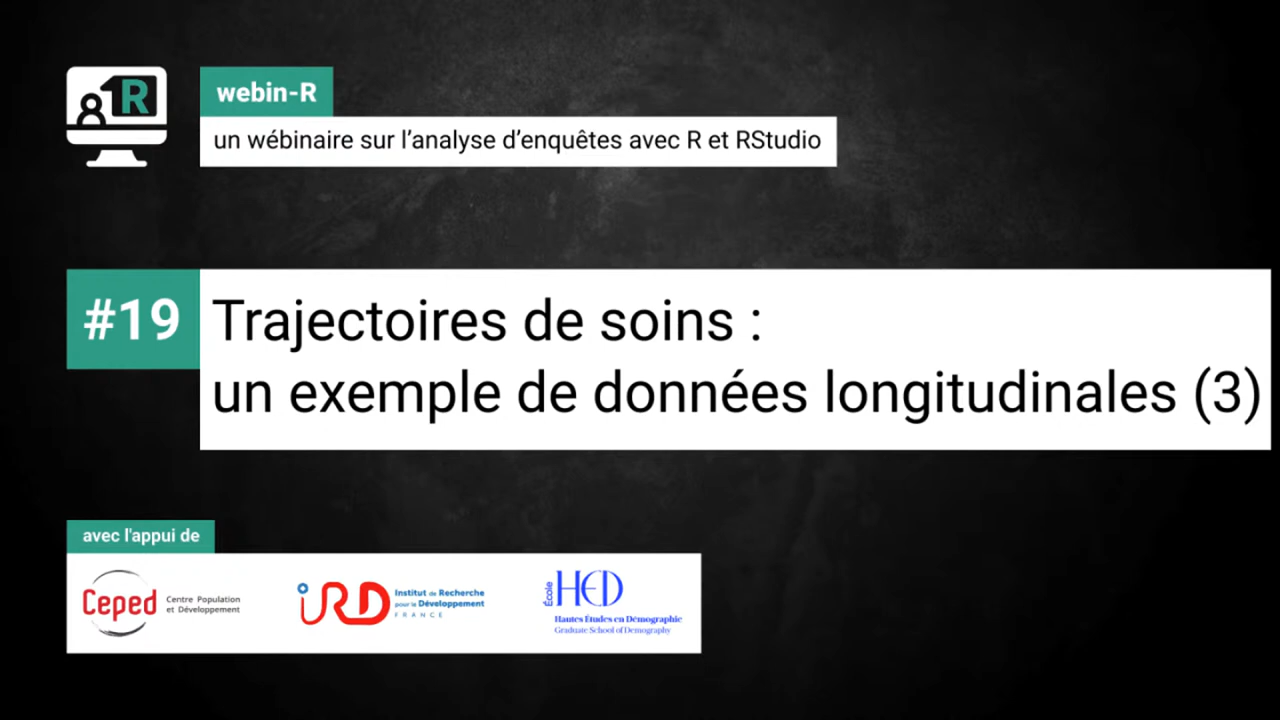 R
webin-R
un wébinaire sur l’analyse d’enquêtes avec R et RStudio
#19
Trajectoires de soins :
un exemple de données longitudinales (3)
avec l'appui de
Ceped
Centre Population
et Développement
IRD
Institut de Recherche
pour le Développement
FRANCE
École
HED
Hautes Études en Démographie
Graduate School of Demography